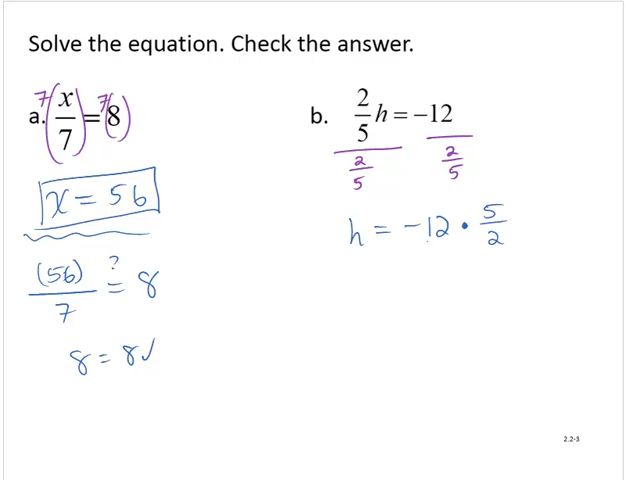 Solve the equation. Check the answer.
a. 7(x/7) = 7(8)
x = 56
(56)/7 ?= 8
8 = 8 ✓
b. 2/5 h = -12
2/5 2/5
h = -12 • 5/2
2.2-3